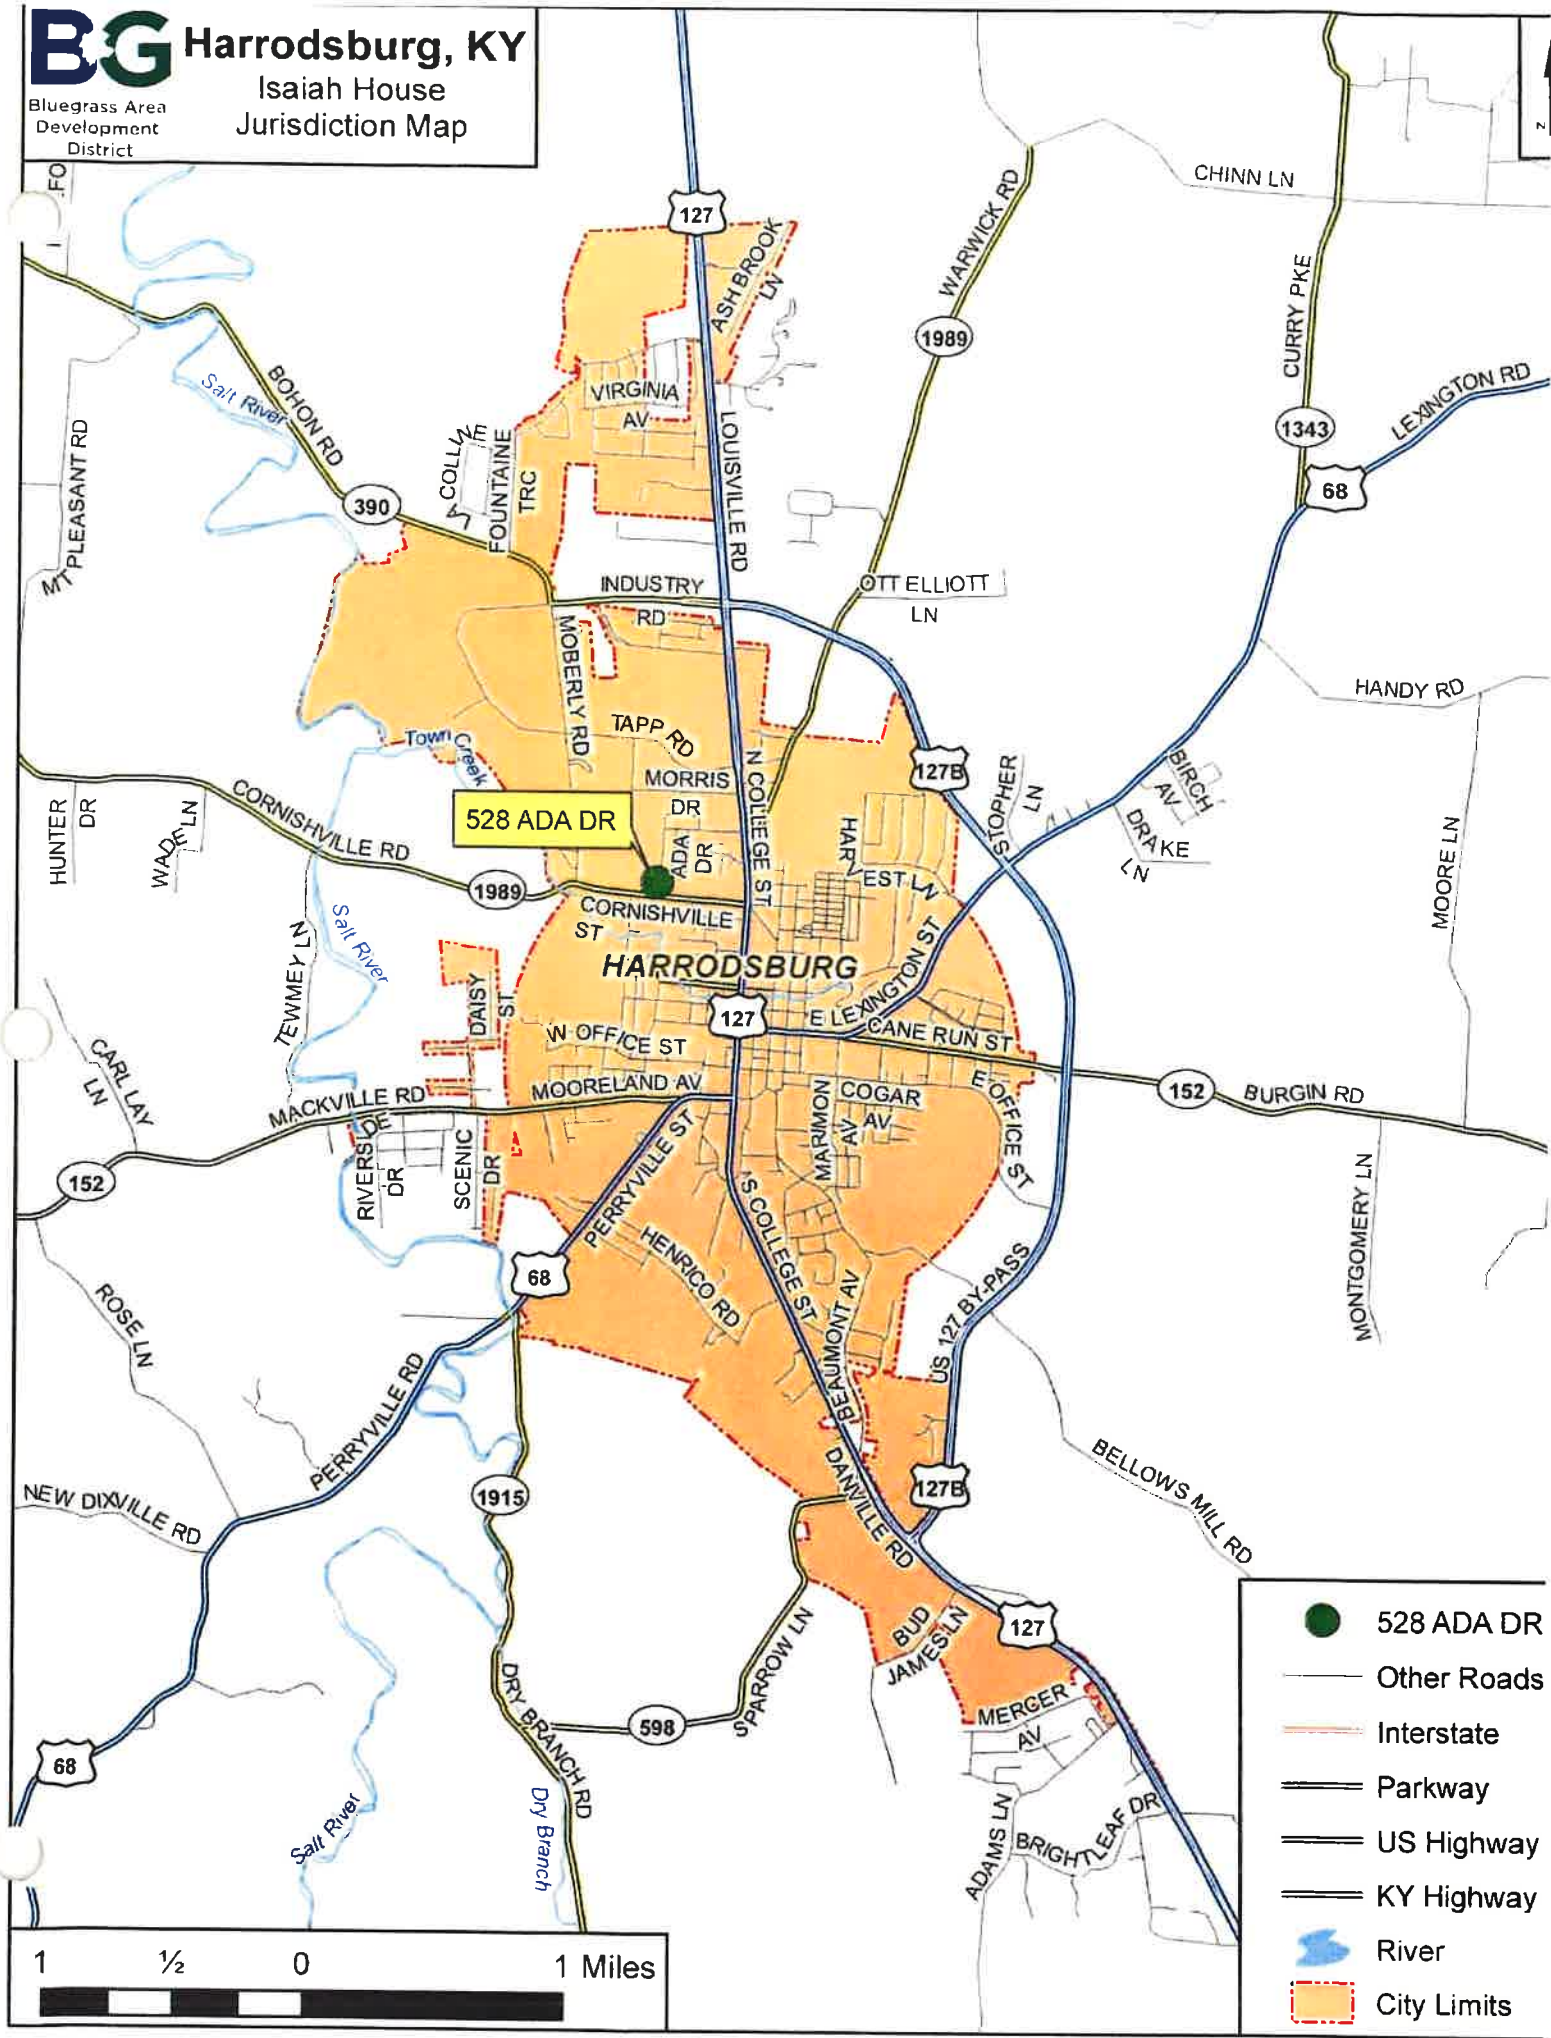 BG
Bluegrass Area
Development
District
Harrodsburg, KY
Isaiah House
Jurisdiction Map
N
127
ASHBROOK
LN
WARWICK RD
1989
CHINN LN
CURRY PKE
1343
LEXINGTON RD
68
BOHON RD
Salt River
390
MT PLEASANT RD
LA COLLINE
FOUNTAINE
TRC
VIRGINIA
AV
LOUISVILLE RD
INDUSTRY
RD
OTT ELLIOTT
LN
MOBERLY RD
TAPP RD
Town Creek
MORRIS
DR
N COLLEGE ST
127B
STOPHER
LN
BIRCH
AV
DRAKE
LN
HANDY RD
MOORE LN
HUNTER
DR
WADE LN
CORNISHVILLE RD
528 ADA DR
ADA
DR
HARVEST LN
1989
CORNISHVILLE
ST
HARRODSBURG
TEWMEY LN
Salt River
DAISY
ST
127
E LEXINGTON ST
CANE RUN ST
W OFFICE ST
CARL LAY
LN
MACKVILLE RD
MOORELAND AV
COGAR
AV
MARIMON
AV
E OFFICE ST
152
BURGIN RD
RIVERSIDE
DR
SCENIC
DR
152
MONTGOMERY LN
PERRYVILLE ST
HENRICO RD
S COLLEGE ST
BEAUMONT AV
US 127 BY-PASS
68
ROSE LN
PERRYVILLE RD
NEW DIXVILLE RD
1915
DANVILLE RD
127B
BELLOWS MILL RD
BUD
JAMES LN
127
SPARROW LN
598
MERCER
AV
DRY BRANCH RD
68
Salt River
Dry Branch
ADAMS LN
BRIGHTLEAF DR
528 ADA DR
Other Roads
Interstate
Parkway
US Highway
KY Highway
River
City Limits
1 ½ 0 1 Miles